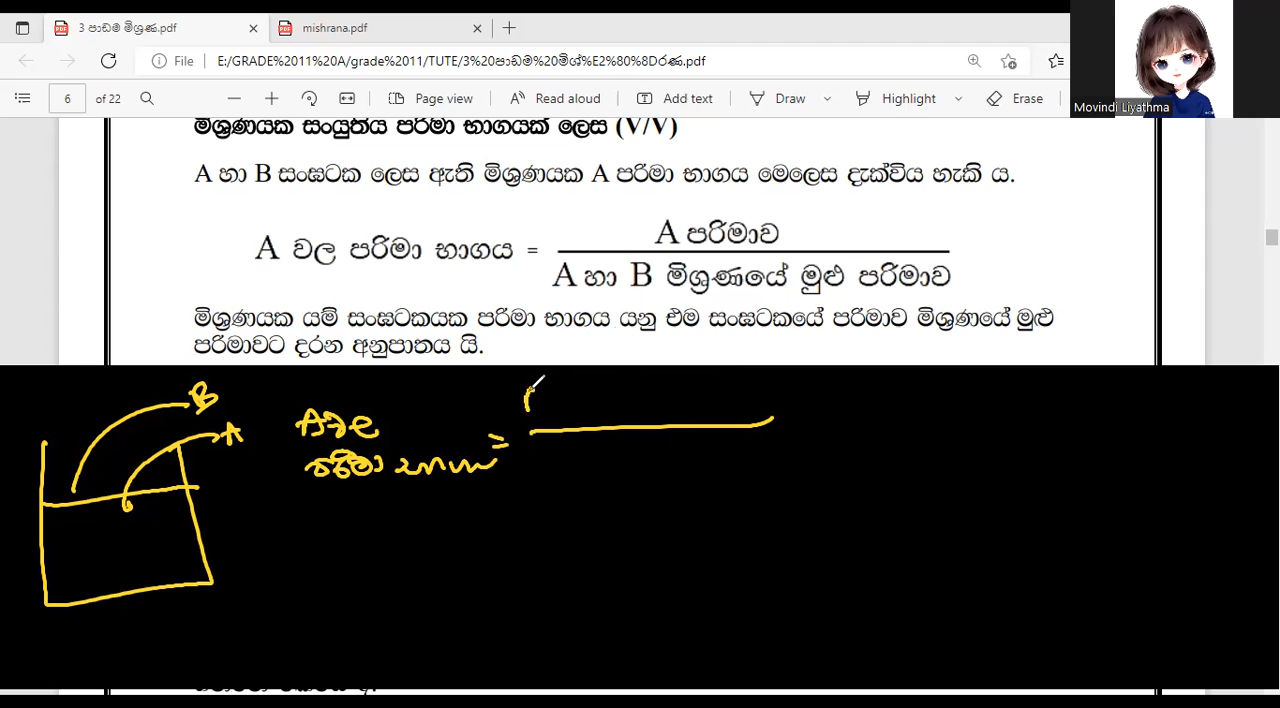 3 පාඩම මිශ්‍රණ.pdf
mishrana.pdf
File
E:/GRADE%2011%20A/grade%2011/TUTE/3%20පාඩම%20මිශ්%E2%80%8Dරණ.pdf
6 of 22
Page view
Read aloud
Add text
Draw
Highlight
Erase
Movindi Liyathma
මිශ්‍රණයක සංයුතිය පරිමා භාගයක් ලෙස (V/V)
A හා B සංඝටක ලෙස ඇති මිශ්‍රණයක A පරිමා භාගය මෙලෙස දැක්විය හැකි ය.
A වල පරිමා භාගය =
A පරිමාව
A හා B මිශ්‍රණයේ මුළු පරිමාව
මිශ්‍රණයක යම් සංඝටකයක පරිමා භාගය යනු එම සංඝටකයේ පරිමාව මිශ්‍රණයේ මුළු
පරිමාවට දරන අනුපාතය යි.
B
A
A වල
පරිමා භාගය =